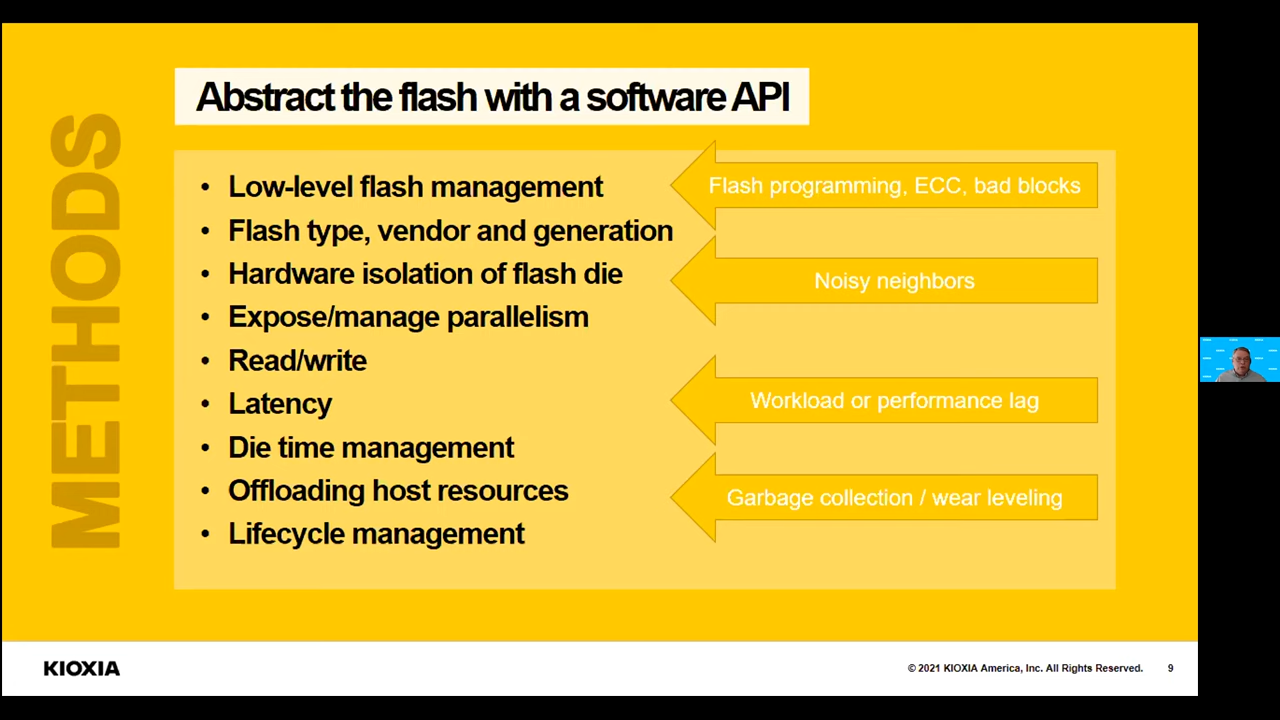 Abstract the flash with a software API
METHODS
• Low-level flash management
Flash programming, ECC, bad blocks
• Flash type, vendor and generation
• Hardware isolation of flash die
Noisy neighbors
• Expose/manage parallelism
• Read/write
• Latency
Workload or performance lag
• Die time management
• Offloading host resources
Garbage collection / wear leveling
• Lifecycle management
KIOXIA
© 2021 KIOXIA America, Inc. All Rights Reserved.
9